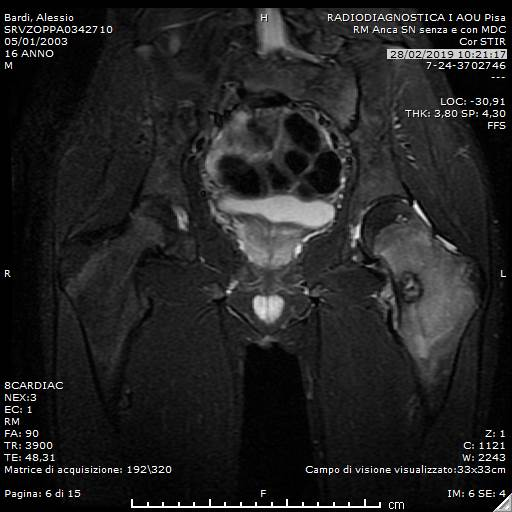 Bardi, Alessio
SRVZOPPA0342710
05/01/2003
16 ANNO
M
H
RADIODIAGNOSTICA I AOU Pisa
RM Anca SN senza e con MDC
Cor STIR
28/02/2019 10:21:17
7-24-3702746
---
LOC: -30,91
THK: 3,80 SP: 4,30
FFS
R
L
8CARDIAC
NEX:3
EC: 1
RM
FA: 90
TR: 3900
TE: 48,31
Matrice di acquisizione: 192\320
Pagina: 6 di 15
F
Z: 1
C: 1121
W: 2243
Campo di visione visualizzato:33x33cm
IM: 6 SE: 4
cm